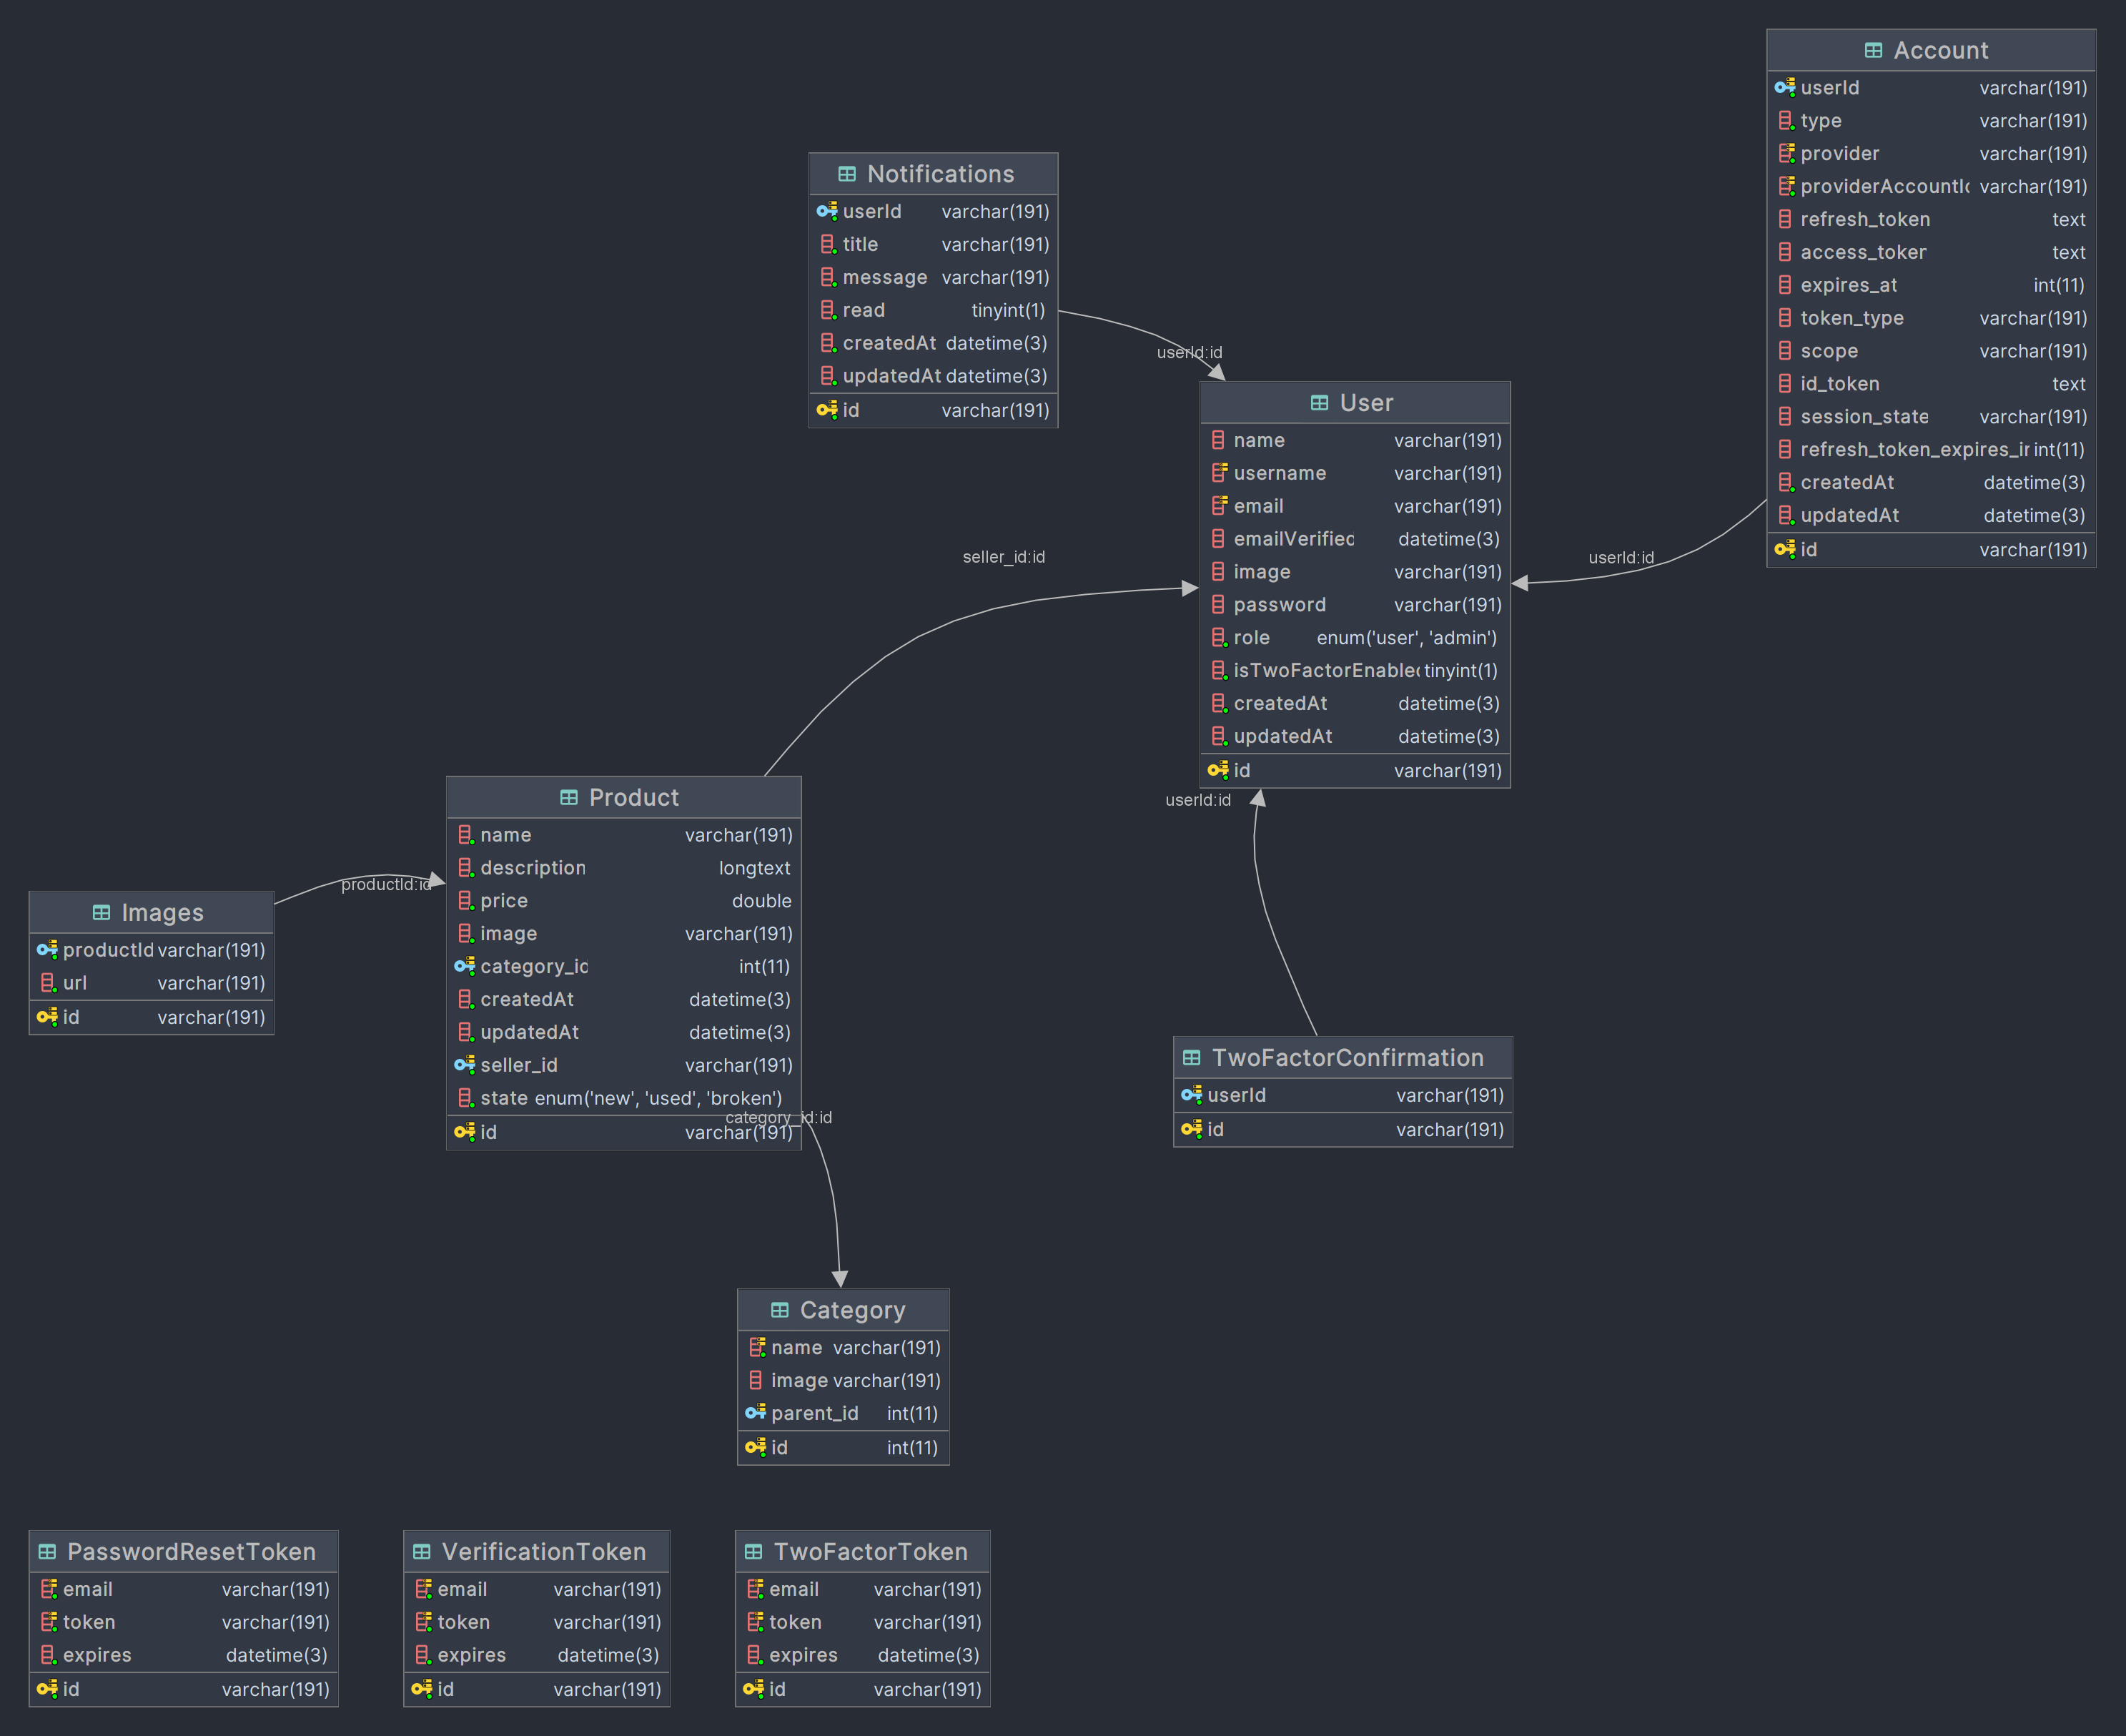 Account
userId varchar(191)
type varchar(191)
provider varchar(191)
providerAccountI varchar(191)
refresh_token text
access_token text
expires_at int(11)
token_type varchar(191)
scope varchar(191)
id_token text
session_state varchar(191)
refresh_token_expires_in int(11)
createdAt datetime(3)
updatedAt datetime(3)
id varchar(191)
Notifications
userId varchar(191)
title varchar(191)
message varchar(191)
read tinyint(1)
createdAt datetime(3)
updatedAt datetime(3)
id varchar(191)
userId:id
User
name varchar(191)
username varchar(191)
email varchar(191)
emailVerified datetime(3)
image varchar(191)
password varchar(191)
role enum('user', 'admin')
isTwoFactorEnabled tinyint(1)
createdAt datetime(3)
updatedAt datetime(3)
id varchar(191)
seller_id:id
userId:id
userId:id
Product
name varchar(191)
description longtext
price double
image varchar(191)
category_id int(11)
createdAt datetime(3)
updatedAt datetime(3)
seller_id varchar(191)
state enum('new', 'used', 'broken')
id varchar(191)
category_id:id
productId:id
Images
productId varchar(191)
url varchar(191)
id varchar(191)
TwoFactorConfirmation
userId varchar(191)
id varchar(191)
Category
name varchar(191)
image varchar(191)
parent_id int(11)
id int(11)
PasswordResetToken
email varchar(191)
token varchar(191)
expires datetime(3)
id varchar(191)
VerificationToken
email varchar(191)
token varchar(191)
expires datetime(3)
id varchar(191)
TwoFactorToken
email varchar(191)
token varchar(191)
expires datetime(3)
id varchar(191)